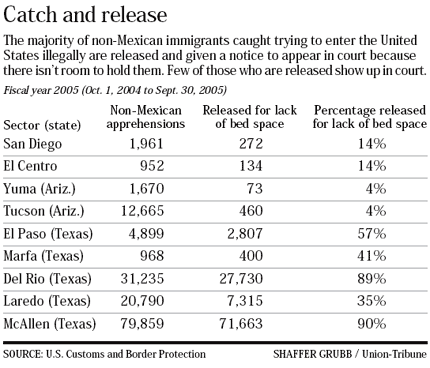 Catch and release
The majority of non-Mexican immigrants caught trying to enter the United
States illegally are released and given a notice to appear in court because
there isn't room to hold them. Few of those who are released show up in court.
Fiscal year 2005 (Oct. 1, 2004 to Sept. 30, 2005)
Non-Mexican Released for lack Percentage released
Sector (state) apprehensions of bed space for lack of bed space
San Diego 1,961 272 14%
El Centro 952 134 14%
Yuma (Ariz.) 1,670 73 4%
Tucson (Ariz.) 12,665 460 4%
El Paso (Texas) 4,899 2,807 57%
Marfa (Texas) 968 400 41%
Del Rio (Texas) 31,235 27,730 89%
Laredo (Texas) 20,790 7,315 35%
McAllen (Texas) 79,859 71,663 90%
SOURCE: U.S. Customs and Border Protection SHAFFER GRUBB / Union-Tribune